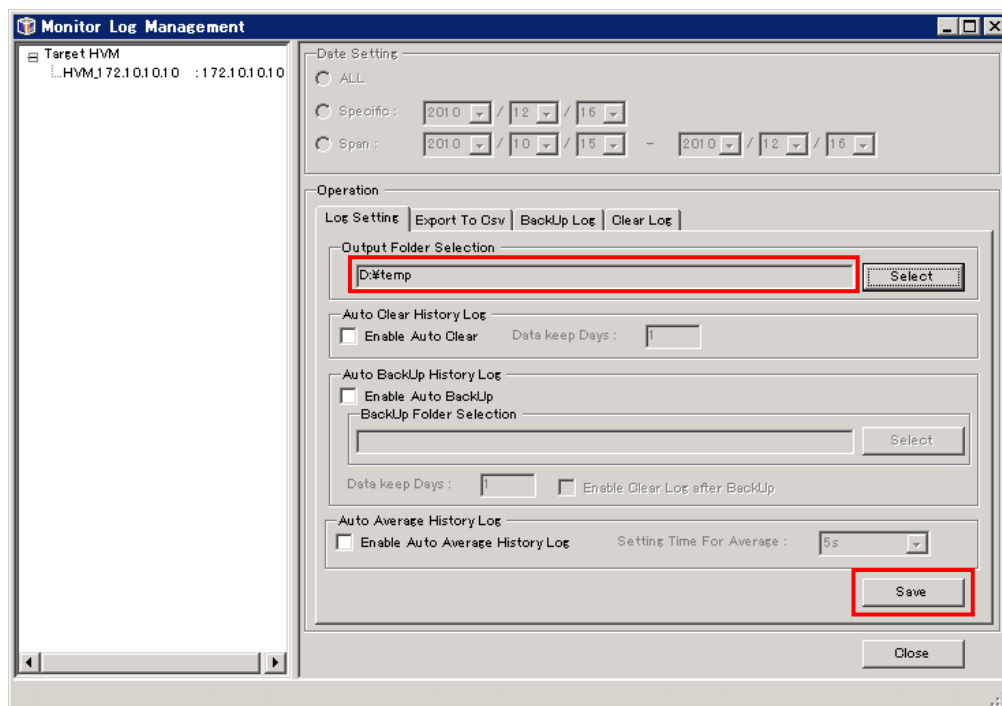 Monitor Log Management
Target HVM
HVM_172.10.10.10 : 172.10.10.10
Date Setting
ALL
Specific : 2010 / 12 / 16
Span : 2010 / 10 / 15 - 2010 / 12 / 16
Operation
Log Setting Export To Csv BackUp Log Clear Log
Output Folder Selection
D:¥temp Select
Auto Clear History Log
Enable Auto Clear Data keep Days : 1
Auto BackUp History Log
Enable Auto BackUp
BackUp Folder Selection
Select
Data keep Days : 1 Enable Clear Log after BackUp
Auto Average History Log
Enable Auto Average History Log Setting Time For Average : 5s
Save
Close